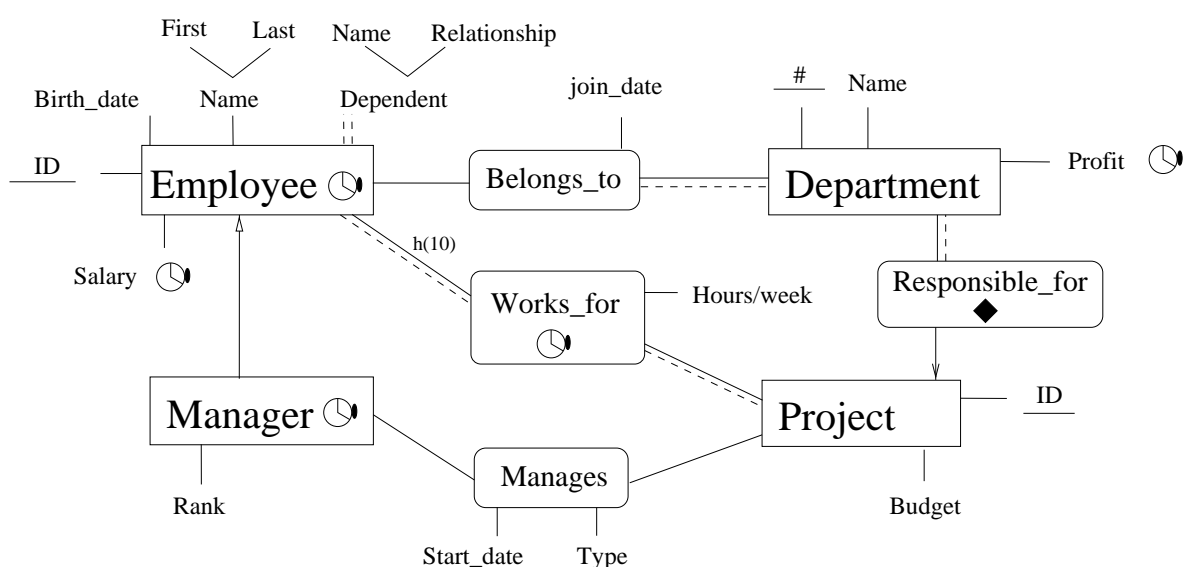 First Last Name Relationship
Birth_date Name Dependent join_date # Name
ID Employee Belongs_to Department Profit
h(10)
Salary Works_for Hours/week Responsible_for
Manager Project ID
Manages
Rank Budget
Start_date Type